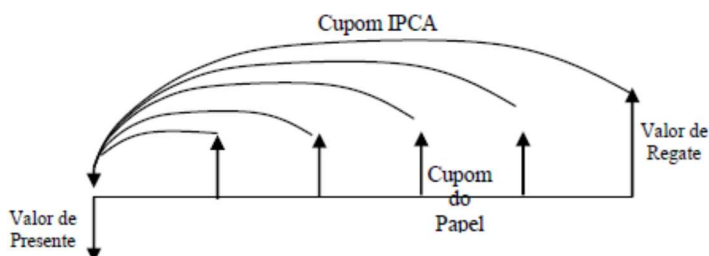 Cupom IPCA
Valor de
Regate
Cupom
do
Papel
Valor de
Presente